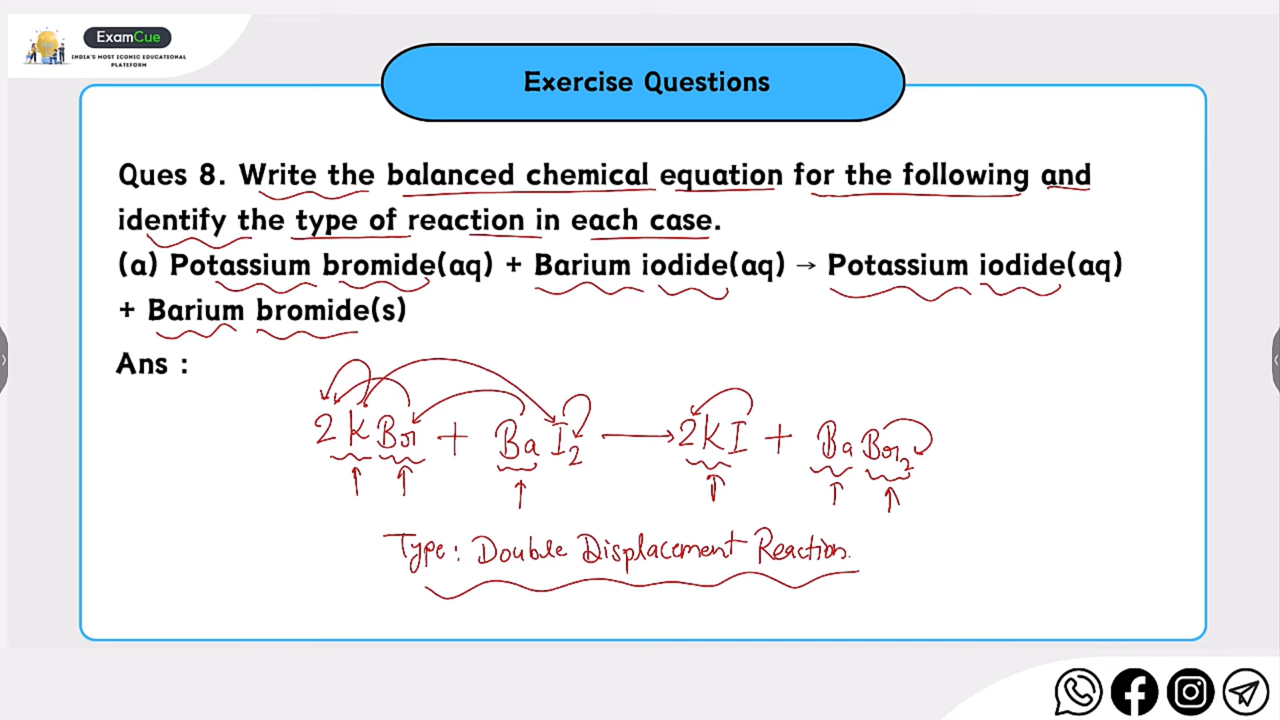 ExamCue
INDIA'S MOST ICONIC EDUCATIONAL
PLATEFORM
Exercise Questions
Ques 8. Write the balanced chemical equation for the following and
identify the type of reaction in each case.
(a) Potassium bromide(aq) + Barium iodide(aq) → Potassium iodide(aq)
+ Barium bromide(s)
Ans :
2KBr + BaI₂ → 2KI + BaBr₂
Type: Double Displacement Reaction.